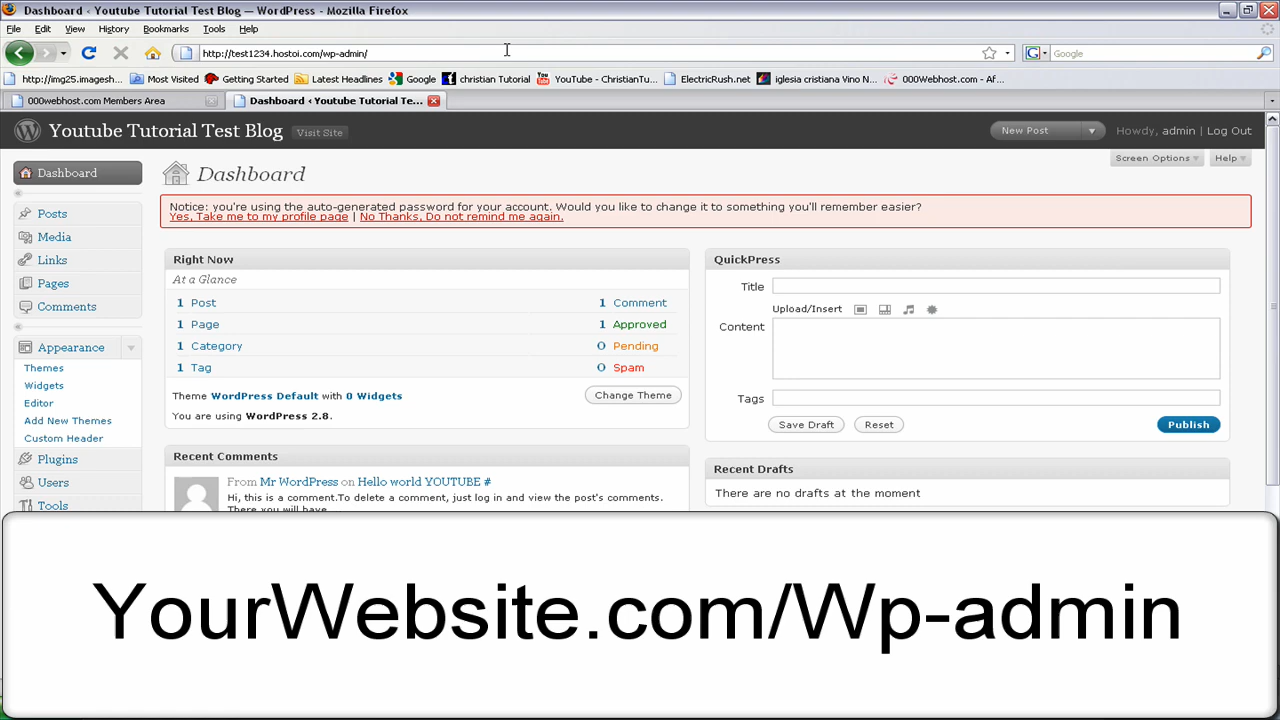 Dashboard ‹ Youtube Tutorial Test Blog — WordPress - Mozilla Firefox
File Edit View History Bookmarks Tools Help
http://test1234.hostoi.com/wp-admin/
Google
http://img25.imagesh... Most Visited Getting Started Latest Headlines Google christian Tutorial YouTube - ChristianTu... ElectricRush.net iglesia cristiana Vino N... 000Webhost.com - AF...
000webhost.com Members Area
Dashboard ‹ Youtube Tutorial Te...
Youtube Tutorial Test Blog Visit Site
New Post Howdy, admin | Log Out
Screen Options Help
Dashboard
Posts
Media
Links
Pages
Comments
Appearance
Themes
Widgets
Editor
Add New Themes
Custom Header
Plugins
Users
Tools
Dashboard
Notice: you're using the auto-generated password for your account. Would you like to change it to something you'll remember easier?
Yes, Take me to my profile page | No Thanks, Do not remind me again.
Right Now
At a Glance
1 Post 1 Comment
1 Page 1 Approved
1 Category 0 Pending
1 Tag 0 Spam
Theme WordPress Default with 0 Widgets Change Theme
You are using WordPress 2.8.
Recent Comments
From Mr WordPress on Hello world YOUTUBE #
Hi, this is a comment.To delete a comment, just log in and view the post's comments.
There you will have
QuickPress
Title
Upload/Insert
Content
Tags
Save Draft Reset Publish
Recent Drafts
There are no drafts at the moment
YourWebsite.com/Wp-admin